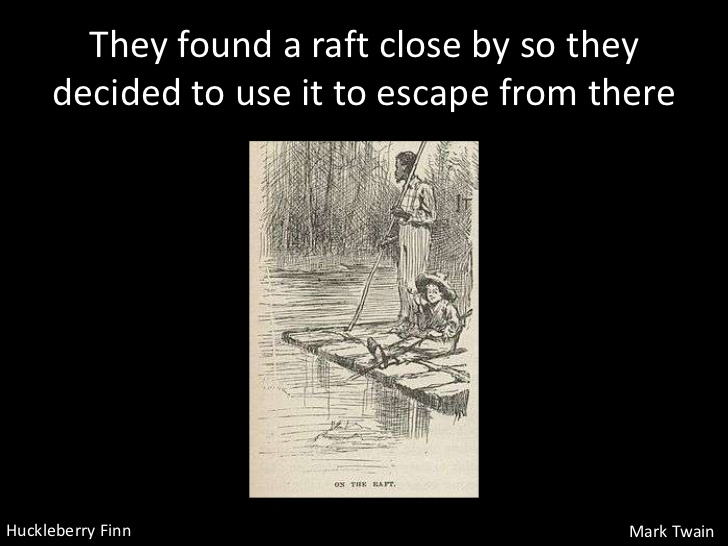 They found a raft close by so they
decided to use it to escape from there
It
ON THE RAFT.
Huckleberry Finn
Mark Twain